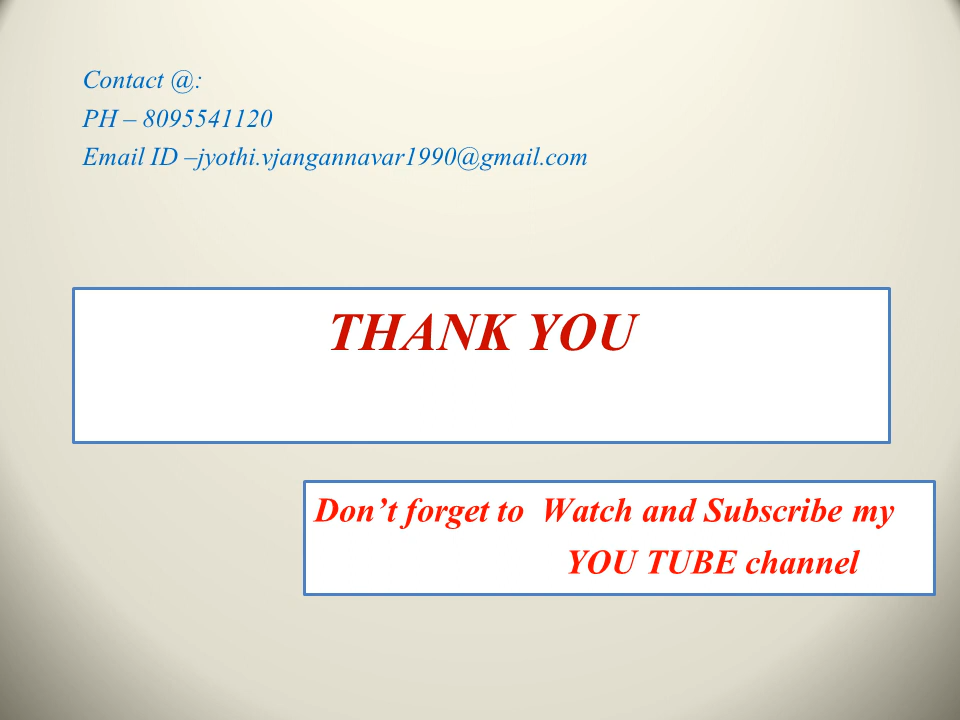 Contact @:
PH – 8095541120
Email ID –jyothi.vjangannavar1990@gmail.com
THANK YOU
Don’t forget to  Watch and Subscribe my
YOU TUBE channel